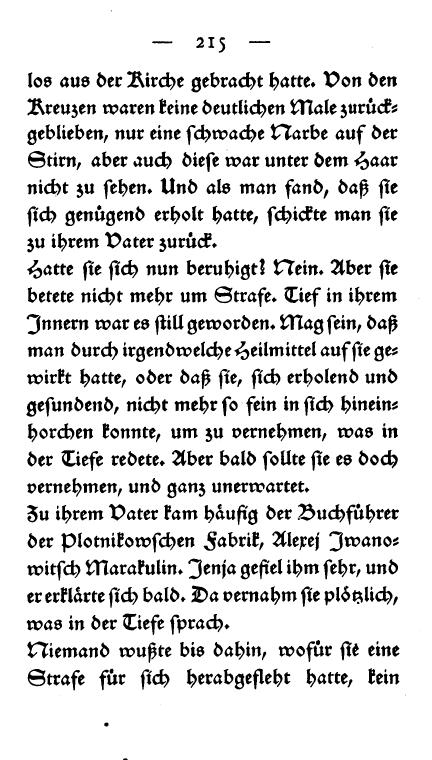 — 215 —
los aus der Kirche gebracht hatte. Von den
Kreuzen waren keine deutlichen Male zurück-
geblieben, nur eine schwache Narbe auf der
Stirn, aber auch diese war unter dem Haar
nicht zu sehen. Und als man fand, daß sie
sich genügend erholt hatte, schickte man sie
zu ihrem Vater zurück.
Hatte sie sich nun beruhigt? Nein. Aber sie
betete nicht mehr um Strafe. Tief in ihrem
Innern war es still geworden. Mag sein, daß
man durch irgendwelche Heilmittel auf sie ge-
wirkt hatte, oder daß sie, sich erholend und
gesundend, nicht mehr so fein in sich hinein-
horchen konnte, um zu vernehmen, was in
der Tiefe redete. Aber bald sollte sie es doch
vernehmen, und ganz unerwartet.
Zu ihrem Vater kam häufig der Buchführer
der Plotnikowschen Fabrik, Alexej Iwano-
witsch Marakulin. Jenja gefiel ihm sehr, und
er erklärte sich bald. Da vernahm sie plötzlich,
was in der Tiefe sprach.
Niemand wußte bis dahin, wofür sie eine
Strafe für sich herabgefleht hatte, kein